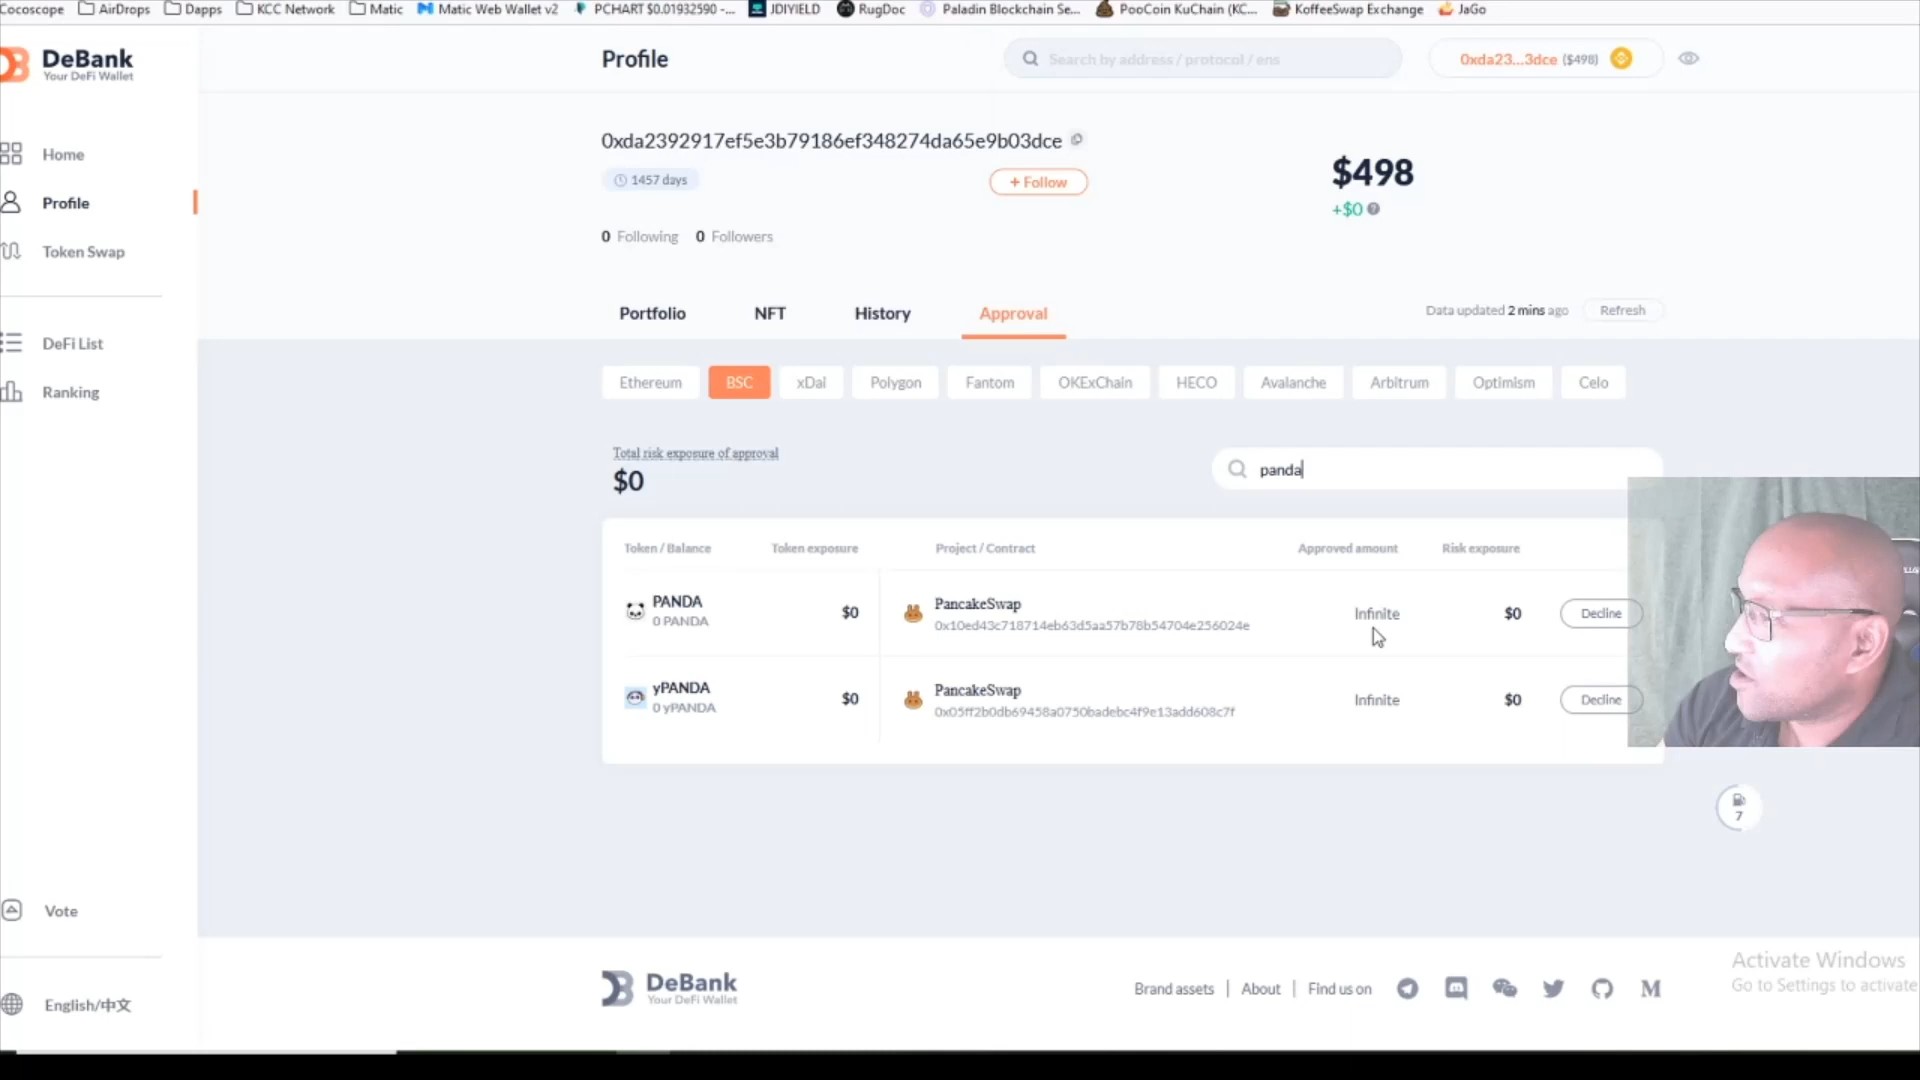 Cocoscope AirDrops Dapps KCC Network Matic Matic Web Wallet v2 PCHART $0.01932590 -... JDIYIELD RugDoc Paladin Blockchain Se... PooCoin KuChain (KC... KoffeeSwap Exchange JaGo
DeBank
Your DeFi Wallet
Profile
Search by address / protocol / ens
0xda23...3dce ($498)
Home
Profile
Token Swap
DeFi List
Ranking
Vote
English/中文
0xda2392917ef5e3b79186ef348274da65e9b03dce
1457 days
+ Follow
0 Following 0 Followers
$498
+$0
Portfolio NFT History Approval
Data updated 2 mins ago Refresh
Ethereum BSC xDai Polygon Fantom OKExChain HECO Avalanche Arbitrum Optimism Celo
Total risk exposure of approval
$0
panda
Token / Balance Token exposure Project / Contract Approved amount Risk exposure
PANDA
0 PANDA
$0
PancakeSwap
0x10ed43c718714eb63d5aa57b78b54704e256024e
Infinite
$0
Decline
yPANDA
0 yPANDA
$0
PancakeSwap
0x05ff2b0db69458a0750badebc4f9e13add608c7f
Infinite
$0
Decline
7
DeBank
Your DeFi Wallet
Brand assets | About | Find us on
Activate Windows
Go to Settings to activate